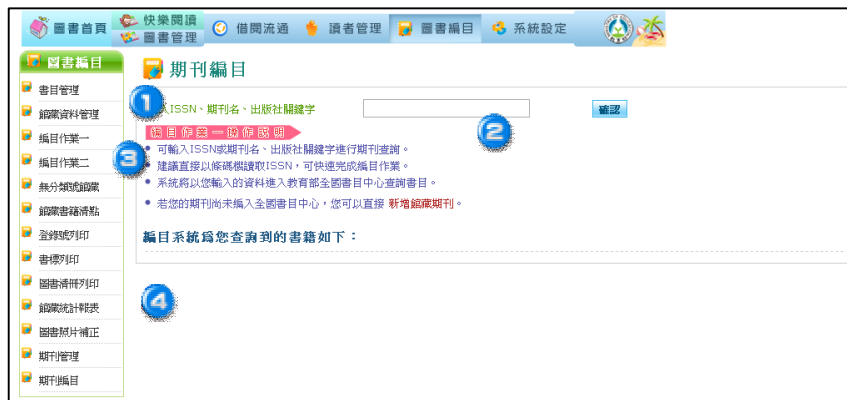 圖書首頁
快樂閱讀
圖書管理
借閱流通
讀者管理
圖書編目
系統設定
圖書編目
書目管理
館藏資料管理
編目作業一
編目作業二
無分類號館藏
館藏書籍清點
登錄號列印
書標列印
圖書清冊列印
館藏統計報表
圖書照片補正
期刊管理
期刊編目
期刊編目
1
入ISSN、期刊名、出版社關鍵字
確認
2
編目作業一操作說明
3
可輸入ISSN或期刊名、出版社關鍵字進行期刊查詢。
建議直接以條碼機讀取ISSN，可快速完成編目作業。
系統將以您輸入的資料進入教育部全國書目中心查詢書目。
若您的期刊尚未編入全國書目中心，您可以直接 新增館藏期刊。
編目系統為您查詢到的書籍如下：
4